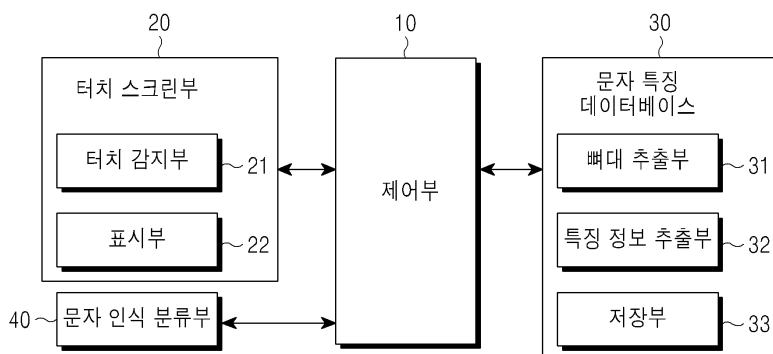 20
10
30
터치 스크린부
터치 감지부
21
표시부
22
제어부
문자 특징
데이터베이스
뼈대 추출부
31
특징 정보 추출부
32
저장부
33
40
문자 인식 분류부